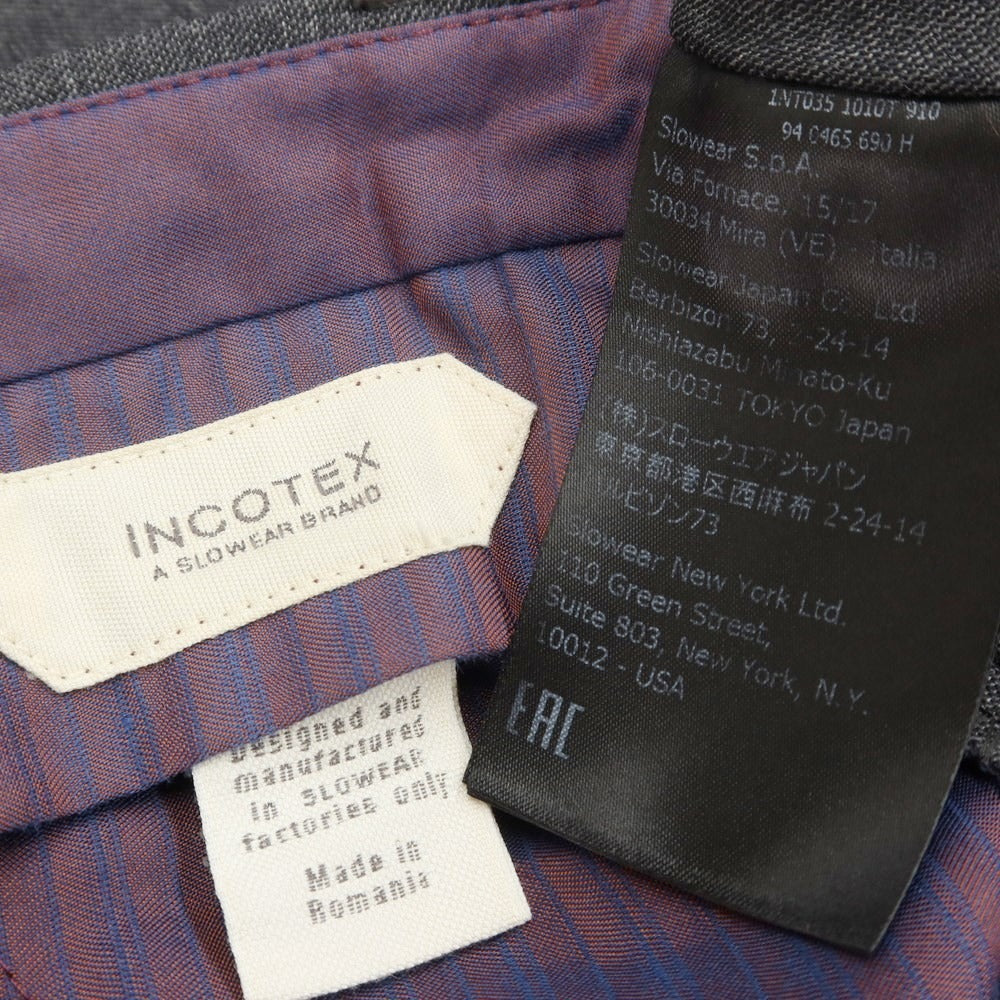 INCOTEX
A SLOWEAR BRAND
Designed and
manufactured
in SLOWEAR
factories only
Made in
Romania
1NT035 1010T 910
94 0465 690 H
Slowear S.p.A.
Via Fornace, 15/17
30034 Mira (VE) Italia
Slowear Japan Co. Ltd.
Barbizon 73, -24-14
Nishiazabu Minato-Ku
106-0031 TOKYO Japan
(株)スローウエアジャパン
東京都港区西麻布 2-24-14
ルビゾン73
Slowear New York Ltd.
110 Green Street,
Suite 803, New York, N.Y.
10012 - USA
EAC